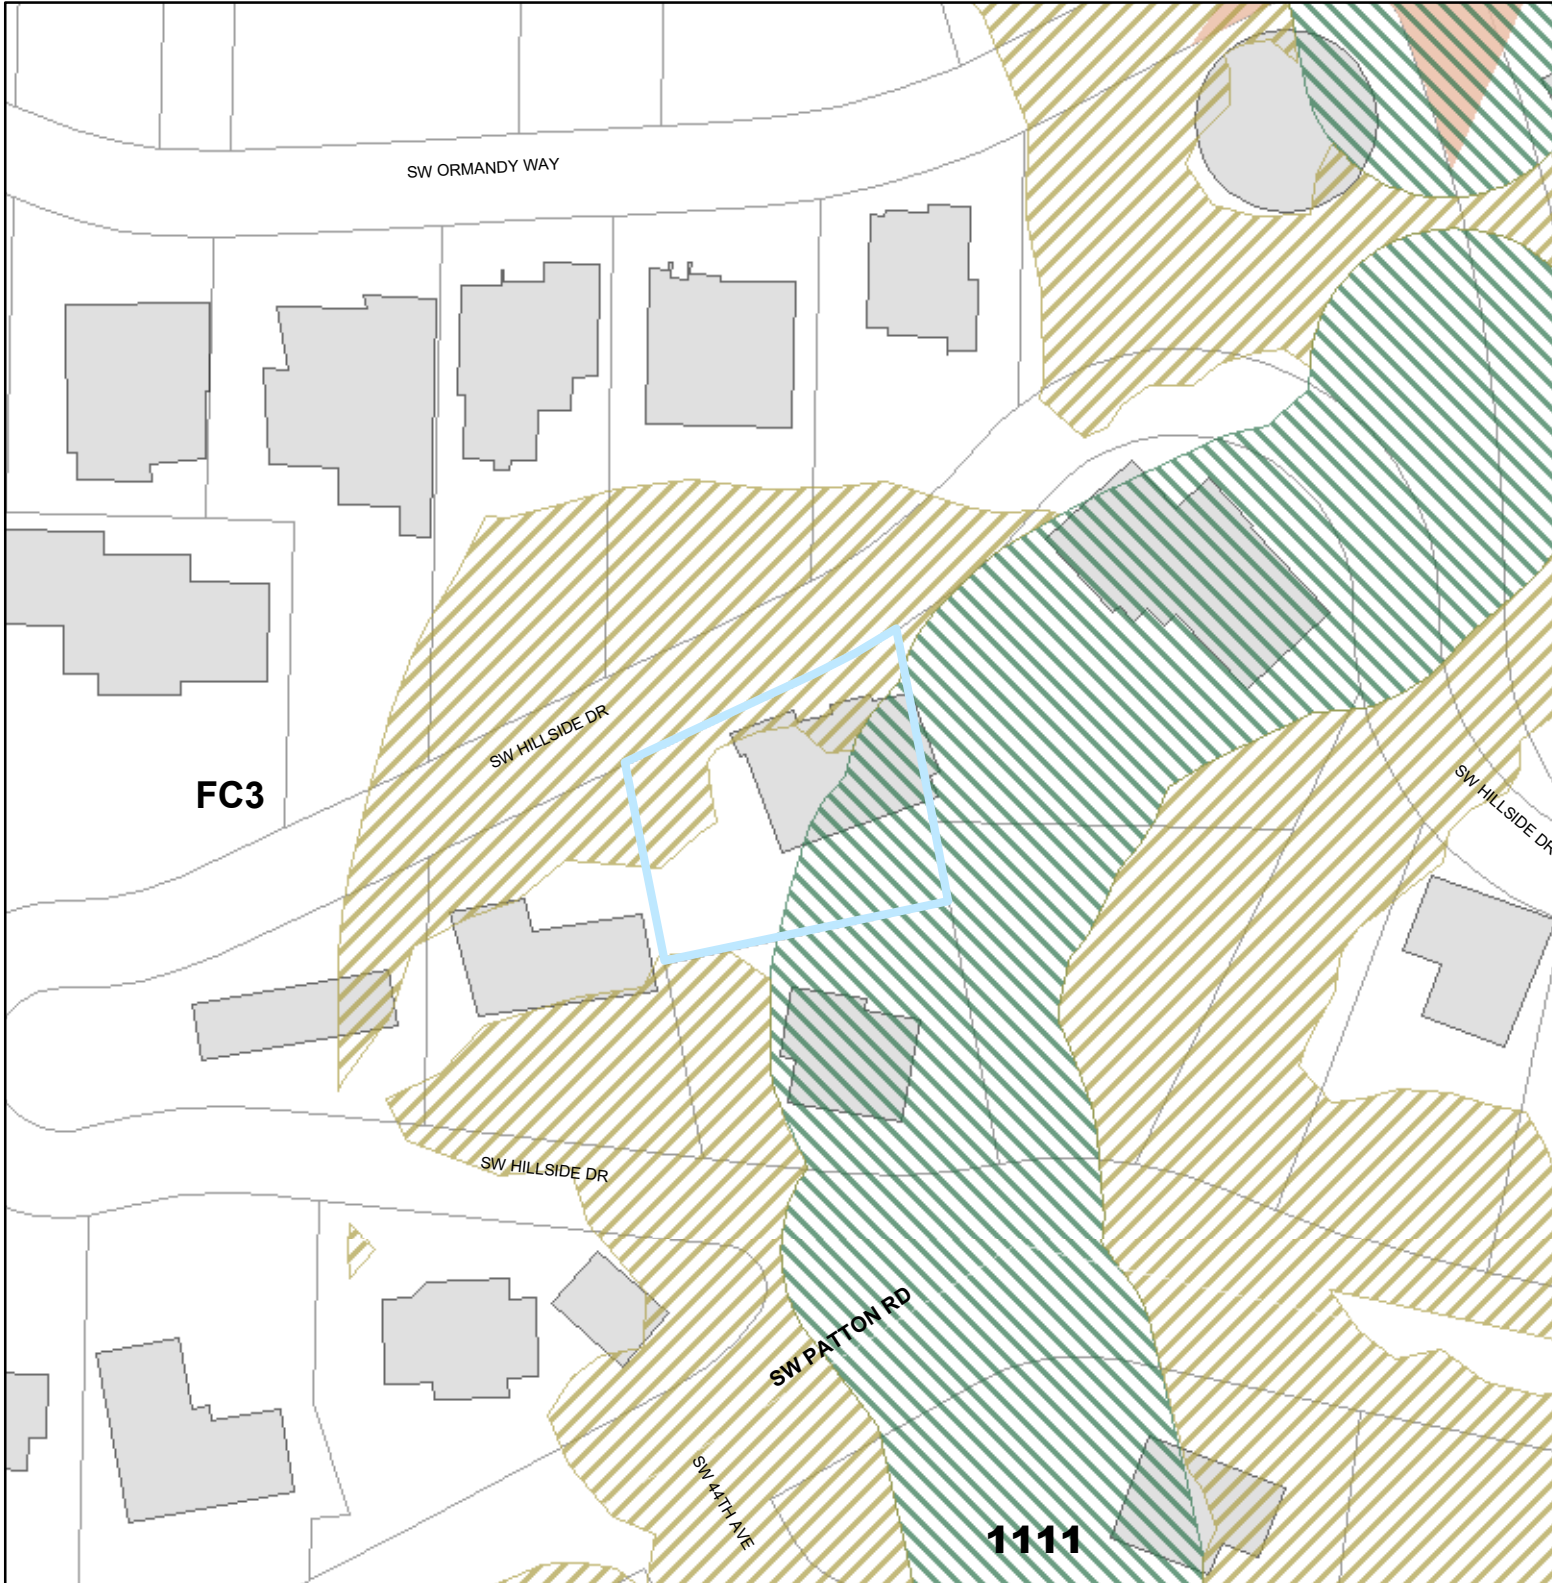 SW ORMANDY WAY
SW HILLSIDE DR
FC3
SW HILLSIDE DR
SW HILLSIDE DR
SW PATTON RD
SW 44TH AVE
1111